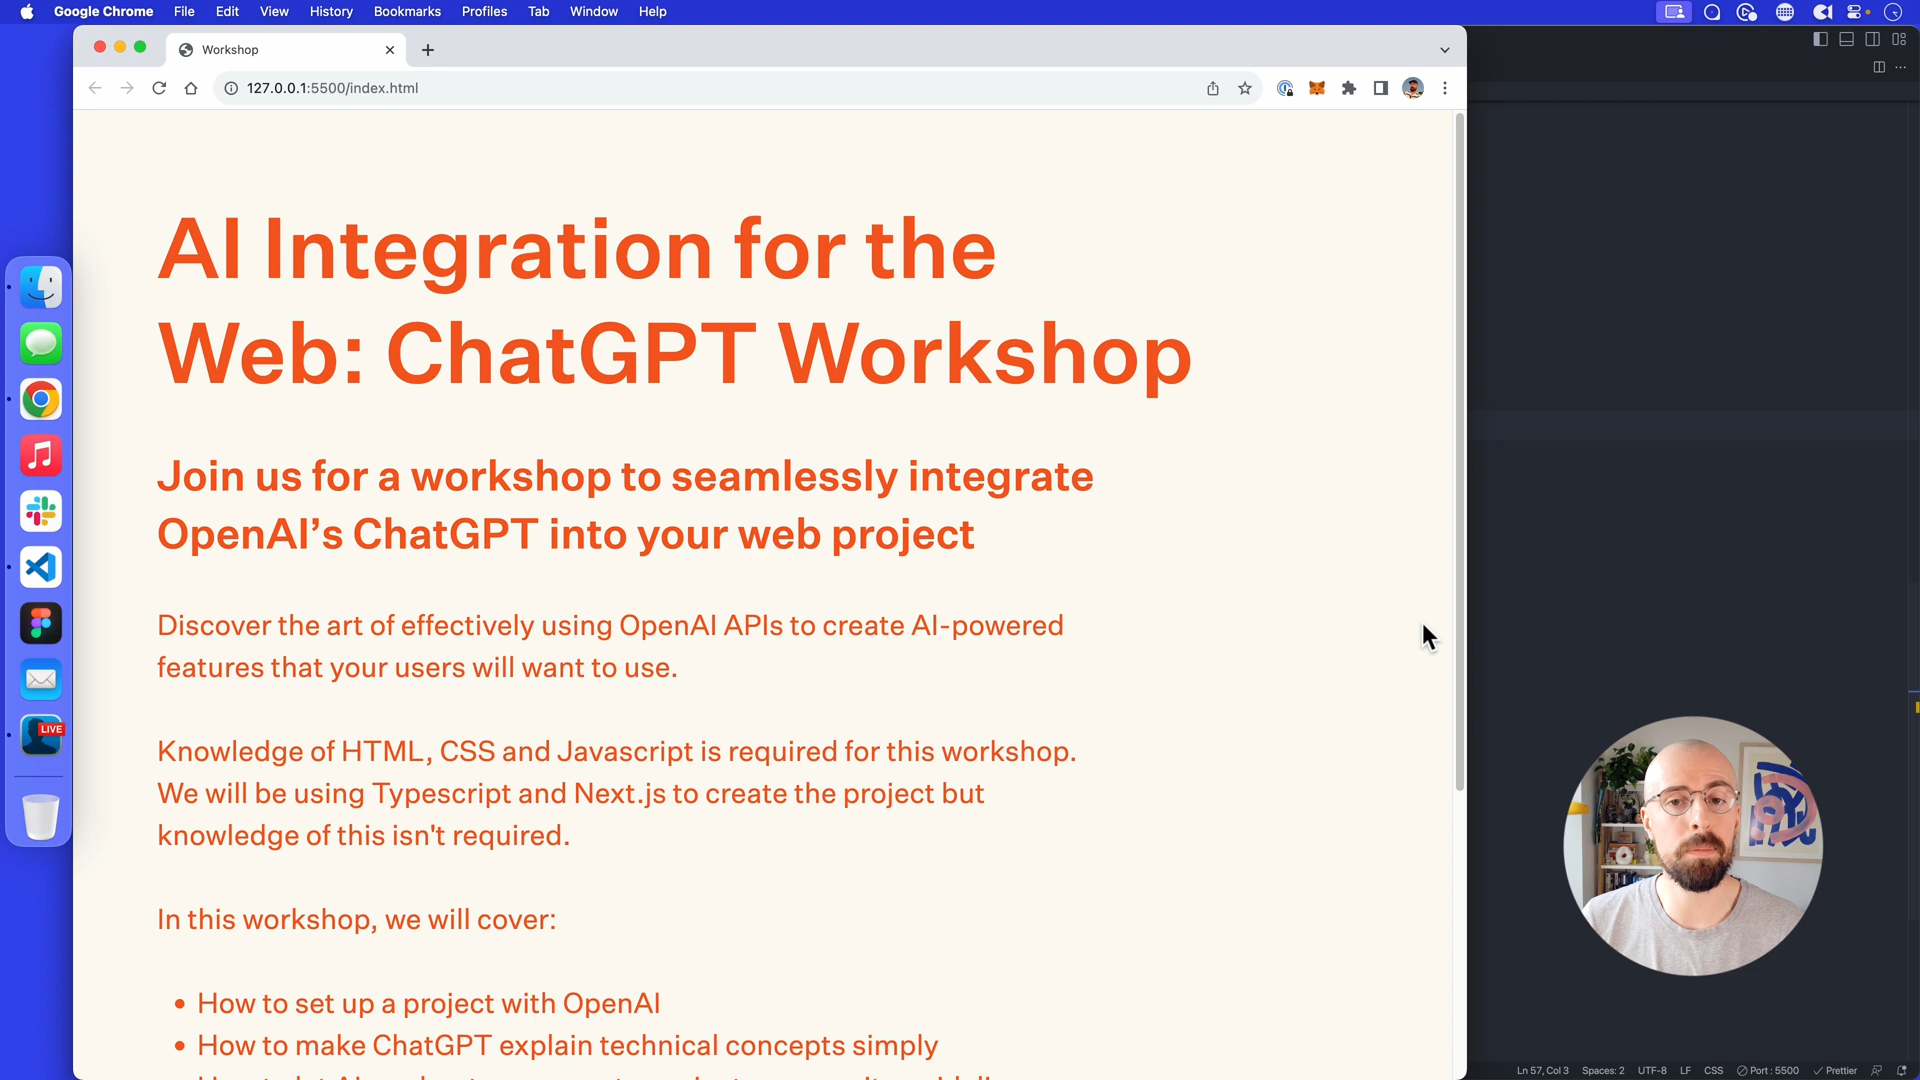 Google Chrome File Edit View History Bookmarks Profiles Tab Window Help
Workshop
127.0.0.1:5500/index.html
AI Integration for the
Web: ChatGPT Workshop
Join us for a workshop to seamlessly integrate
OpenAI’s ChatGPT into your web project
Discover the art of effectively using OpenAI APIs to create AI-powered
features that your users will want to use.
Knowledge of HTML, CSS and Javascript is required for this workshop.
We will be using Typescript and Next.js to create the project but
knowledge of this isn't required.
In this workshop, we will cover:
• How to set up a project with OpenAI
• How to make ChatGPT explain technical concepts simply
LIVE
Ln 57, Col 3 Spaces: 2 UTF-8 LF CSS Port : 5500 Prettier